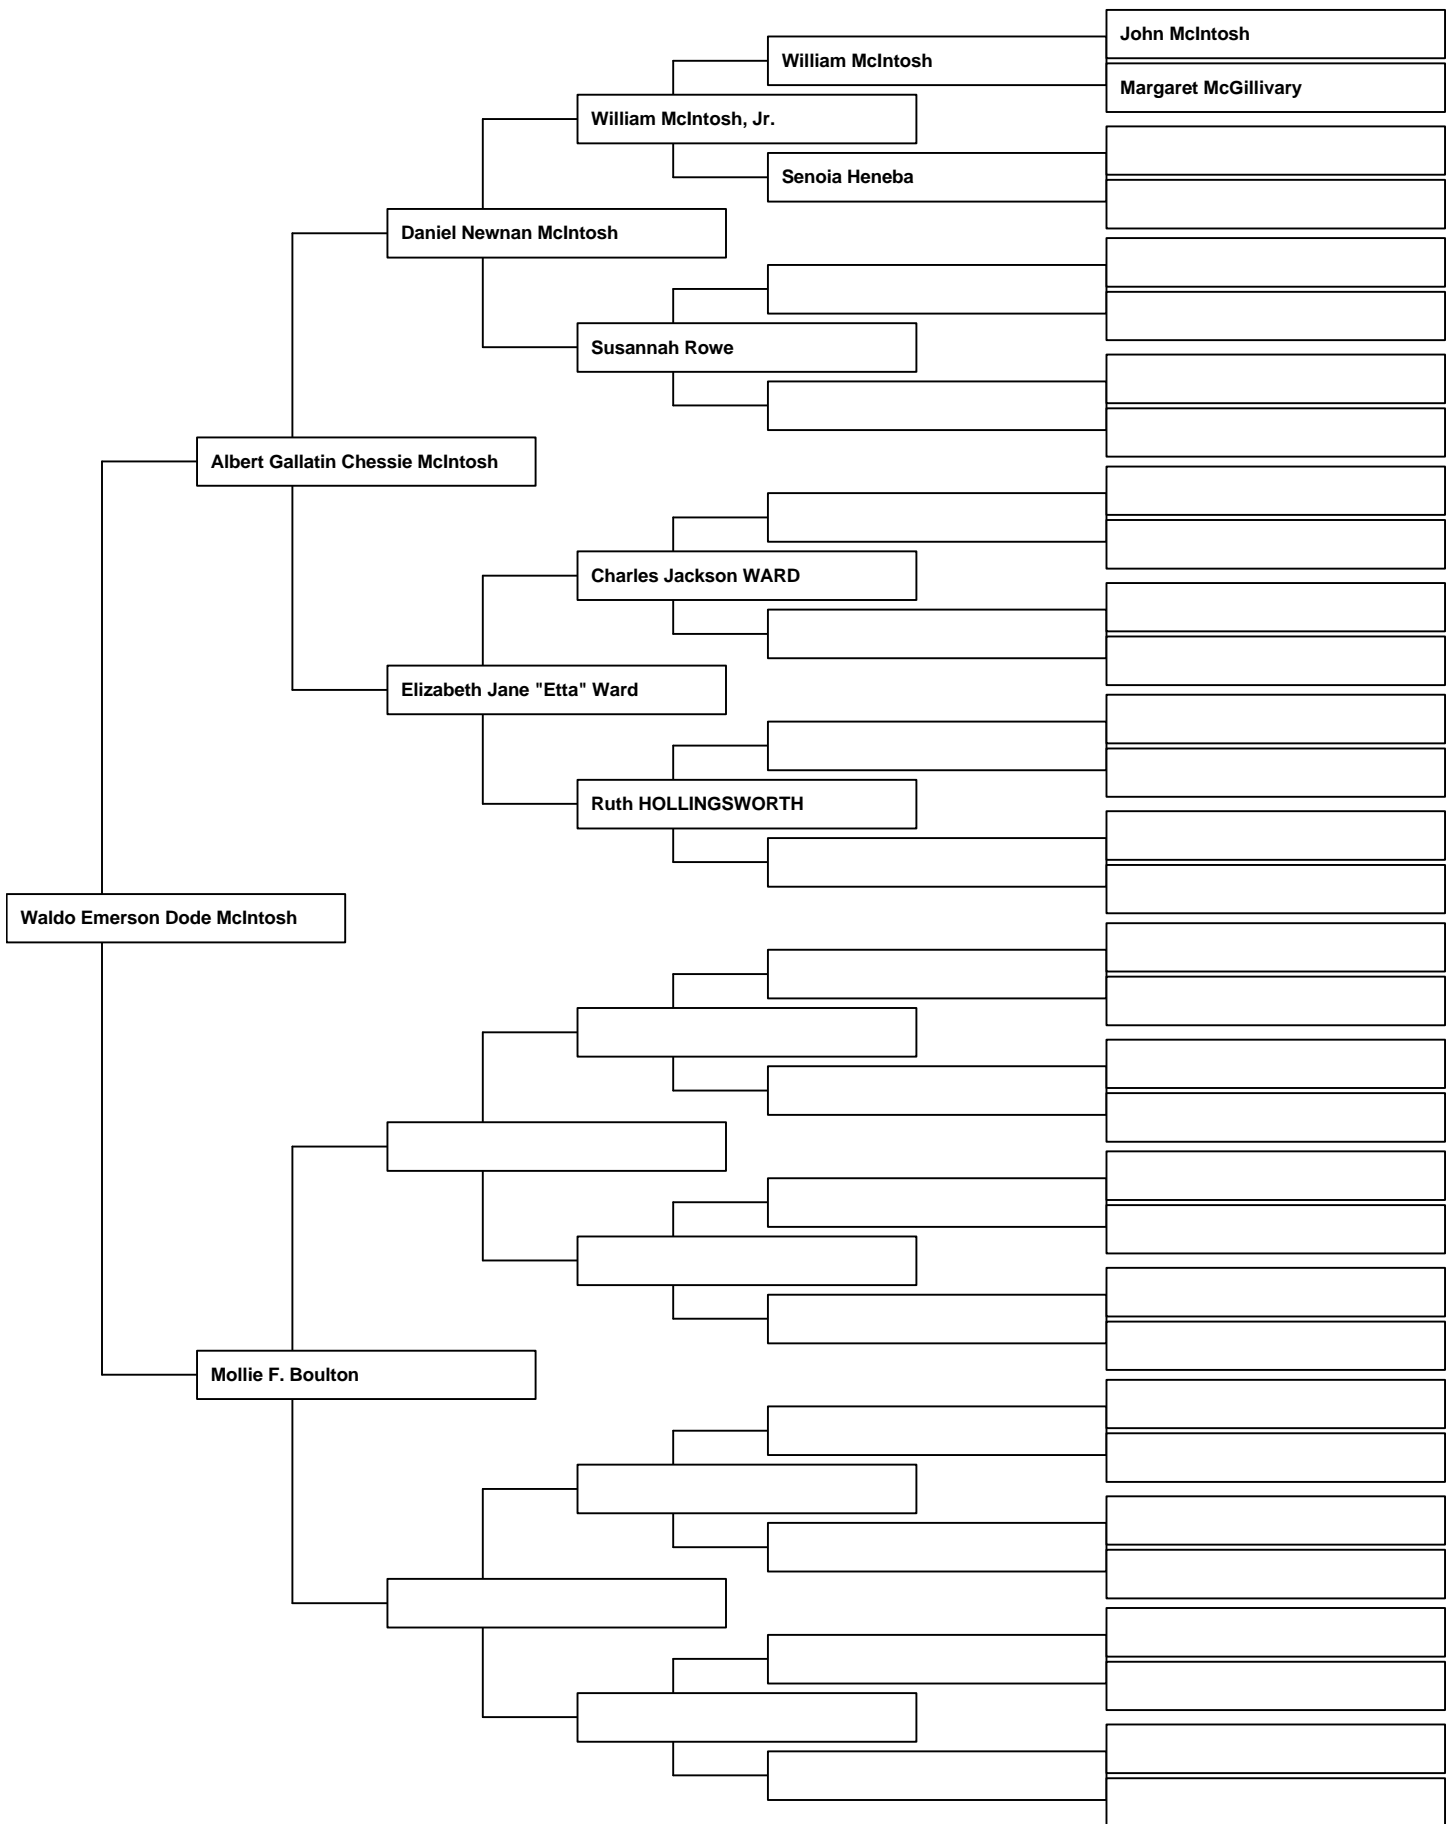 John McIntosh
William McIntosh
Margaret McGillivary
William McIntosh, Jr.
Senoia Heneba
Daniel Newnan McIntosh
Susannah Rowe
Albert Gallatin Chessie McIntosh
Charles Jackson WARD
Elizabeth Jane "Etta" Ward
Ruth HOLLINGSWORTH
Waldo Emerson Dode McIntosh
Mollie F. Boulton